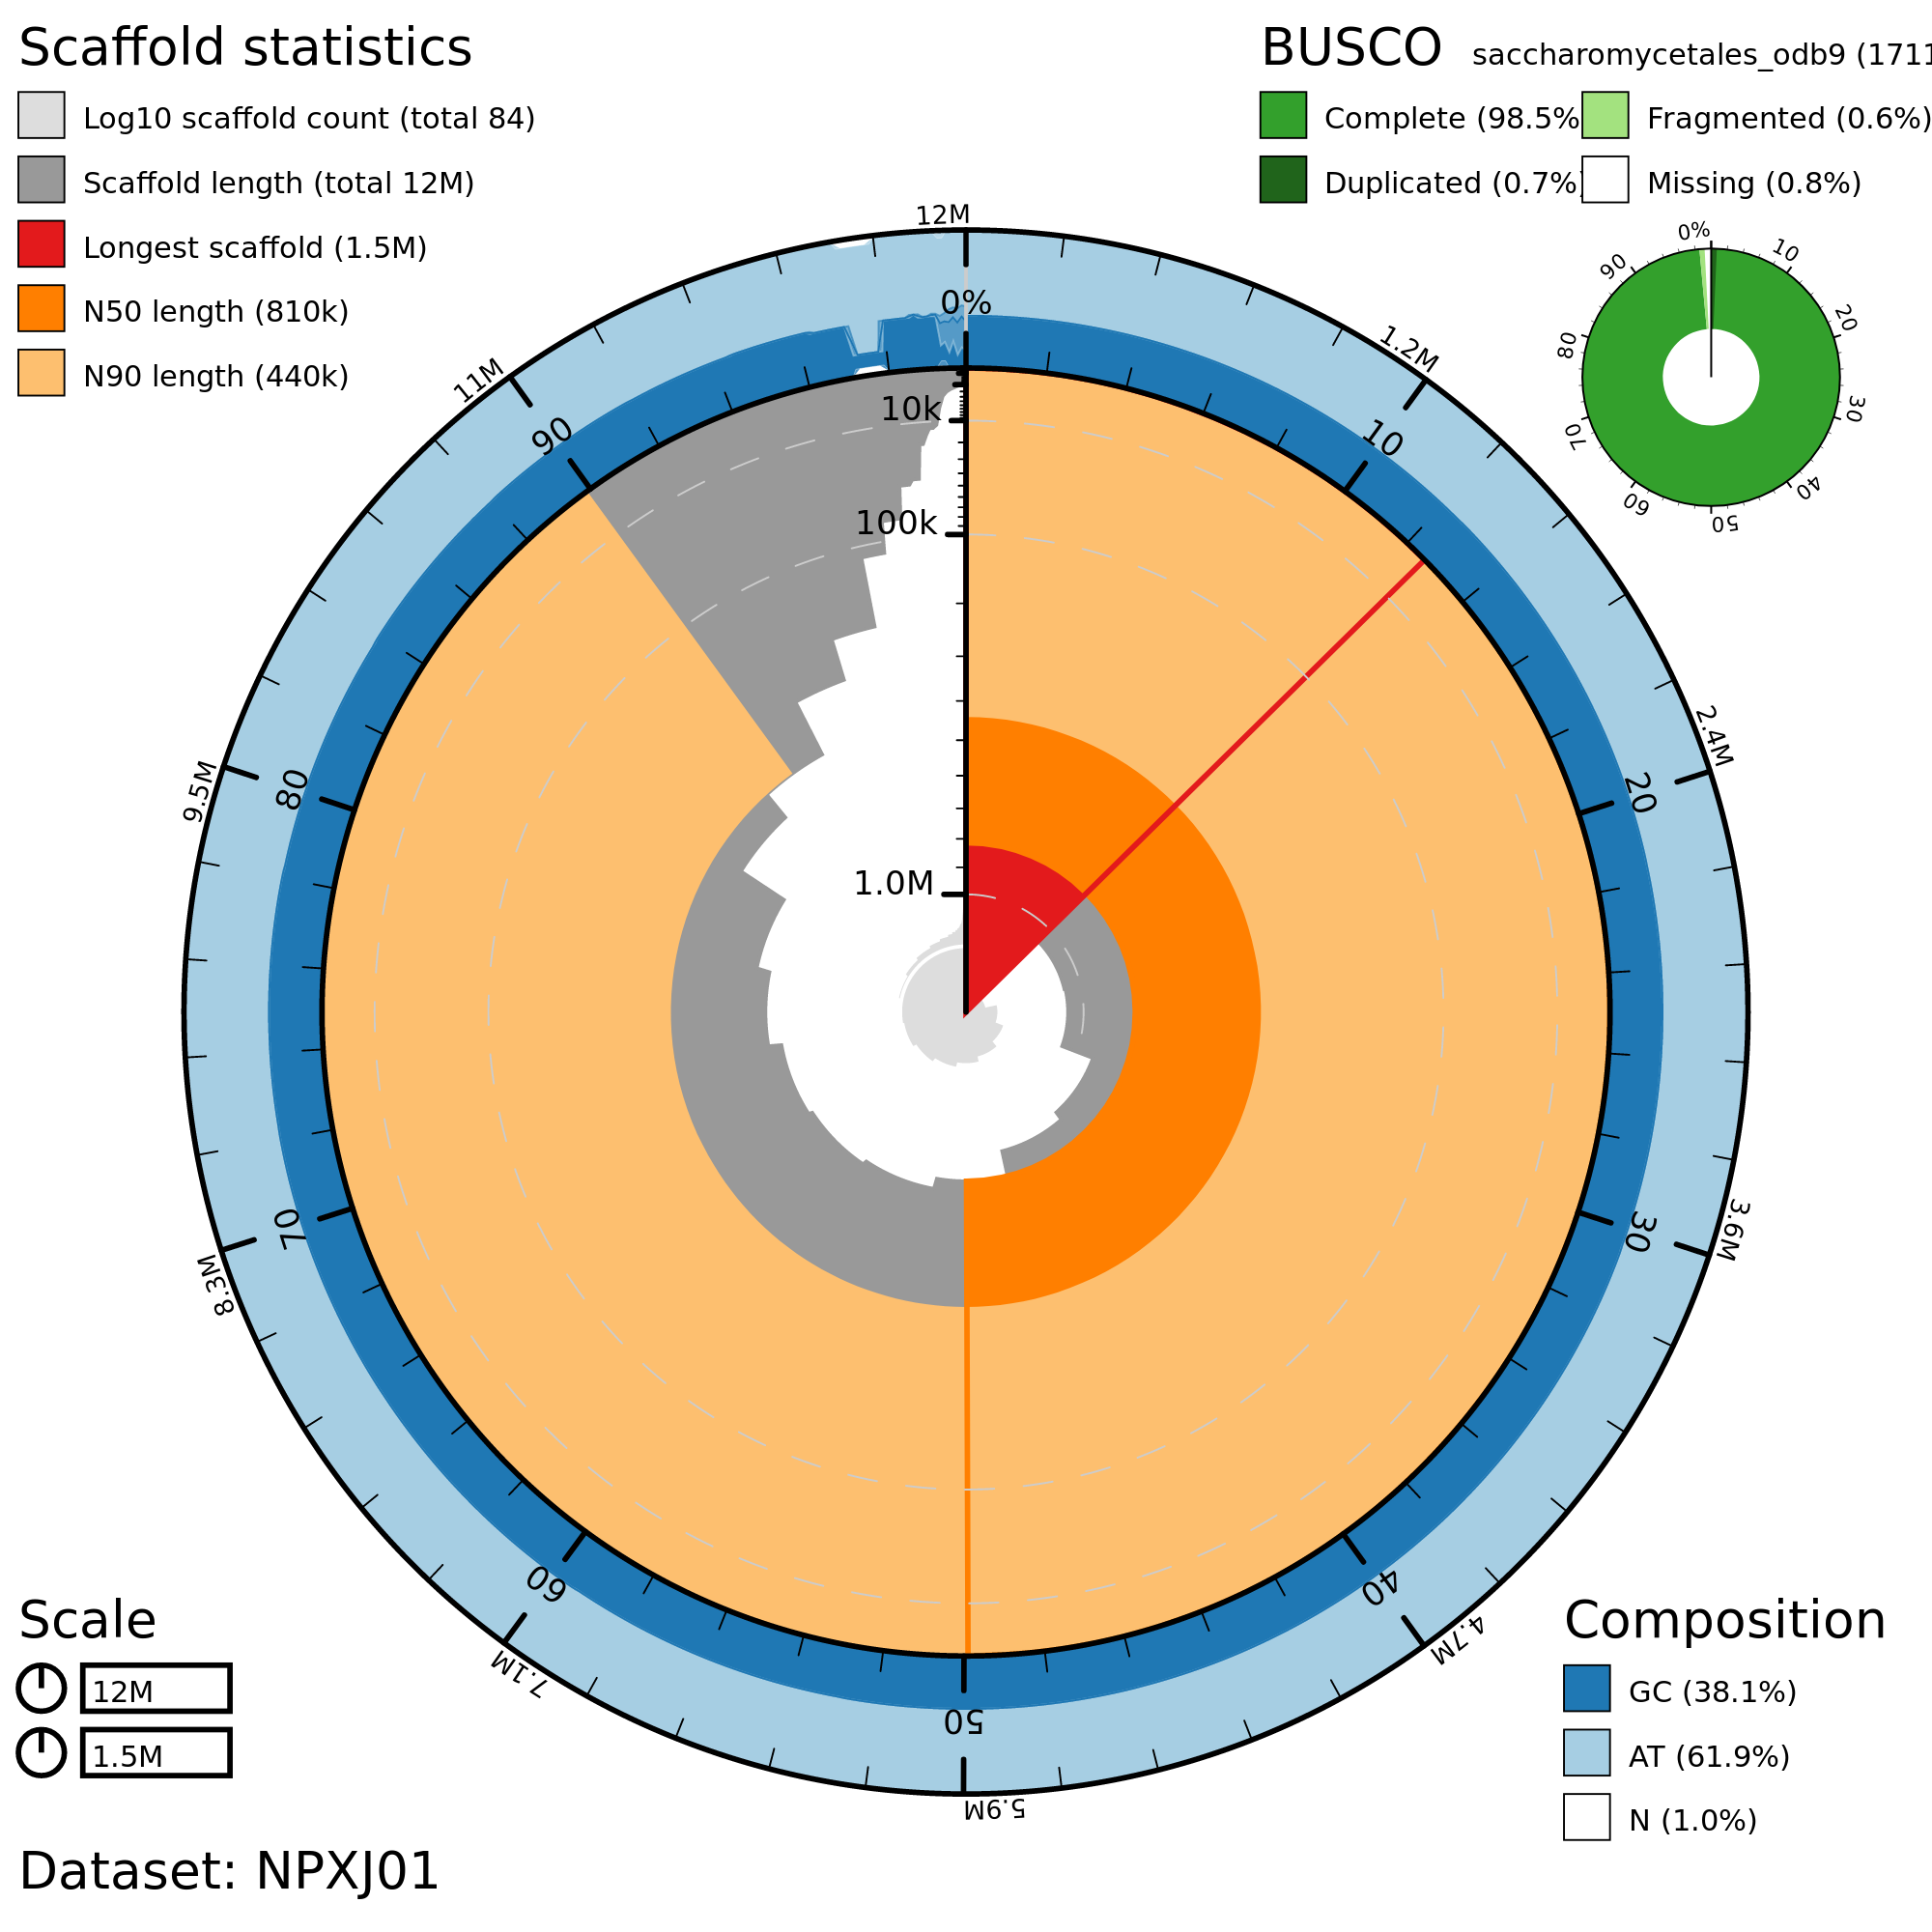 Scaffold statistics
Log10 scaffold count (total 84)
Scaffold length (total 12M)
Longest scaffold (1.5M)
N50 length (810k)
N90 length (440k)
BUSCO saccharomycetales_odb9 (1711
Complete (98.5%
Fragmented (0.6%)
Duplicated (0.7%)
Missing (0.8%)
0%
10
20
30
40
50
60
70
80
90
12M
1.2M
2.4M
3.6M
4.7M
5.9M
7.1M
8.3M
9.5M
11M
0%
10
20
30
40
50
60
70
80
90
10k
100k
1.0M
Scale
12M
1.5M
Composition
GC (38.1%)
AT (61.9%)
N (1.0%)
Dataset: NPXJ01